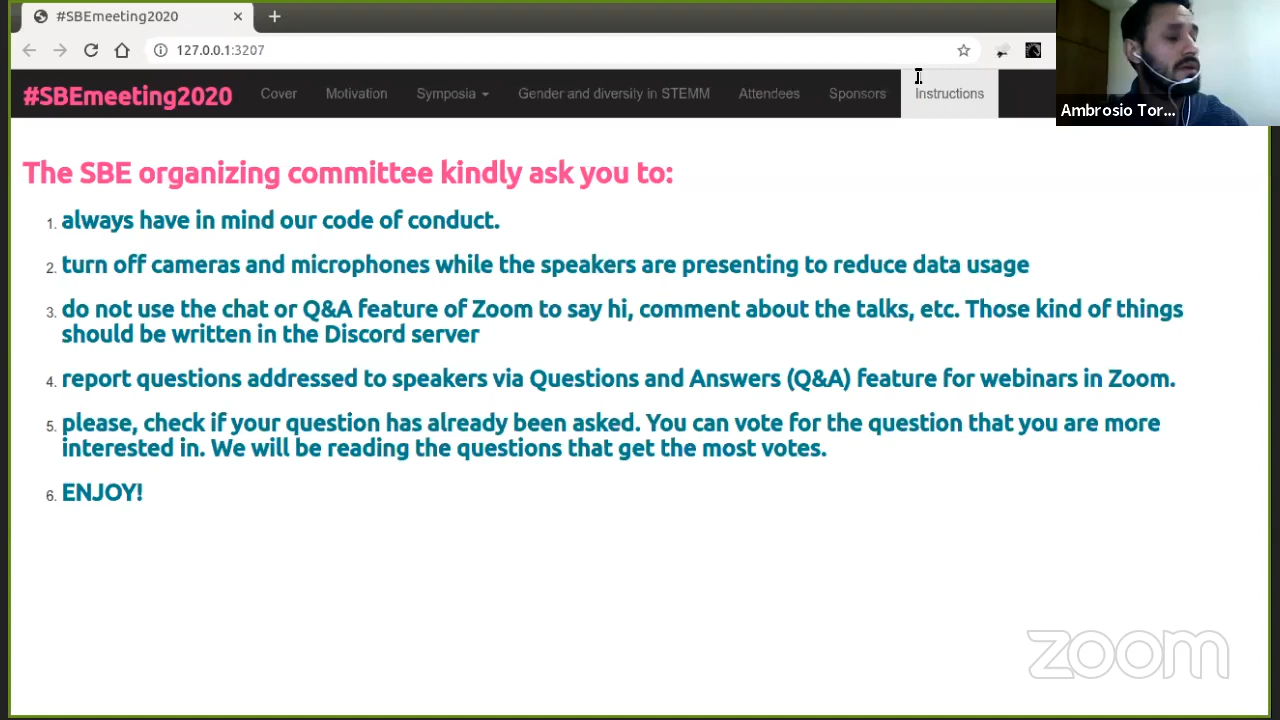 #SBEmeeting2020
127.0.0.1:3207
#SBEmeeting2020 Cover Motivation Symposia Gender and diversity in STEMM Attendees Sponsors Instructions
Ambrosio Tor...
The SBE organizing committee kindly ask you to:
1. always have in mind our code of conduct.
2. turn off cameras and microphones while the speakers are presenting to reduce data usage
3. do not use the chat or Q&A feature of Zoom to say hi, comment about the talks, etc. Those kind of things
should be written in the Discord server
4. report questions addressed to speakers via Questions and Answers (Q&A) feature for webinars in Zoom.
5. please, check if your question has already been asked. You can vote for the question that you are more
interested in. We will be reading the questions that get the most votes.
6. ENJOY!
zoom